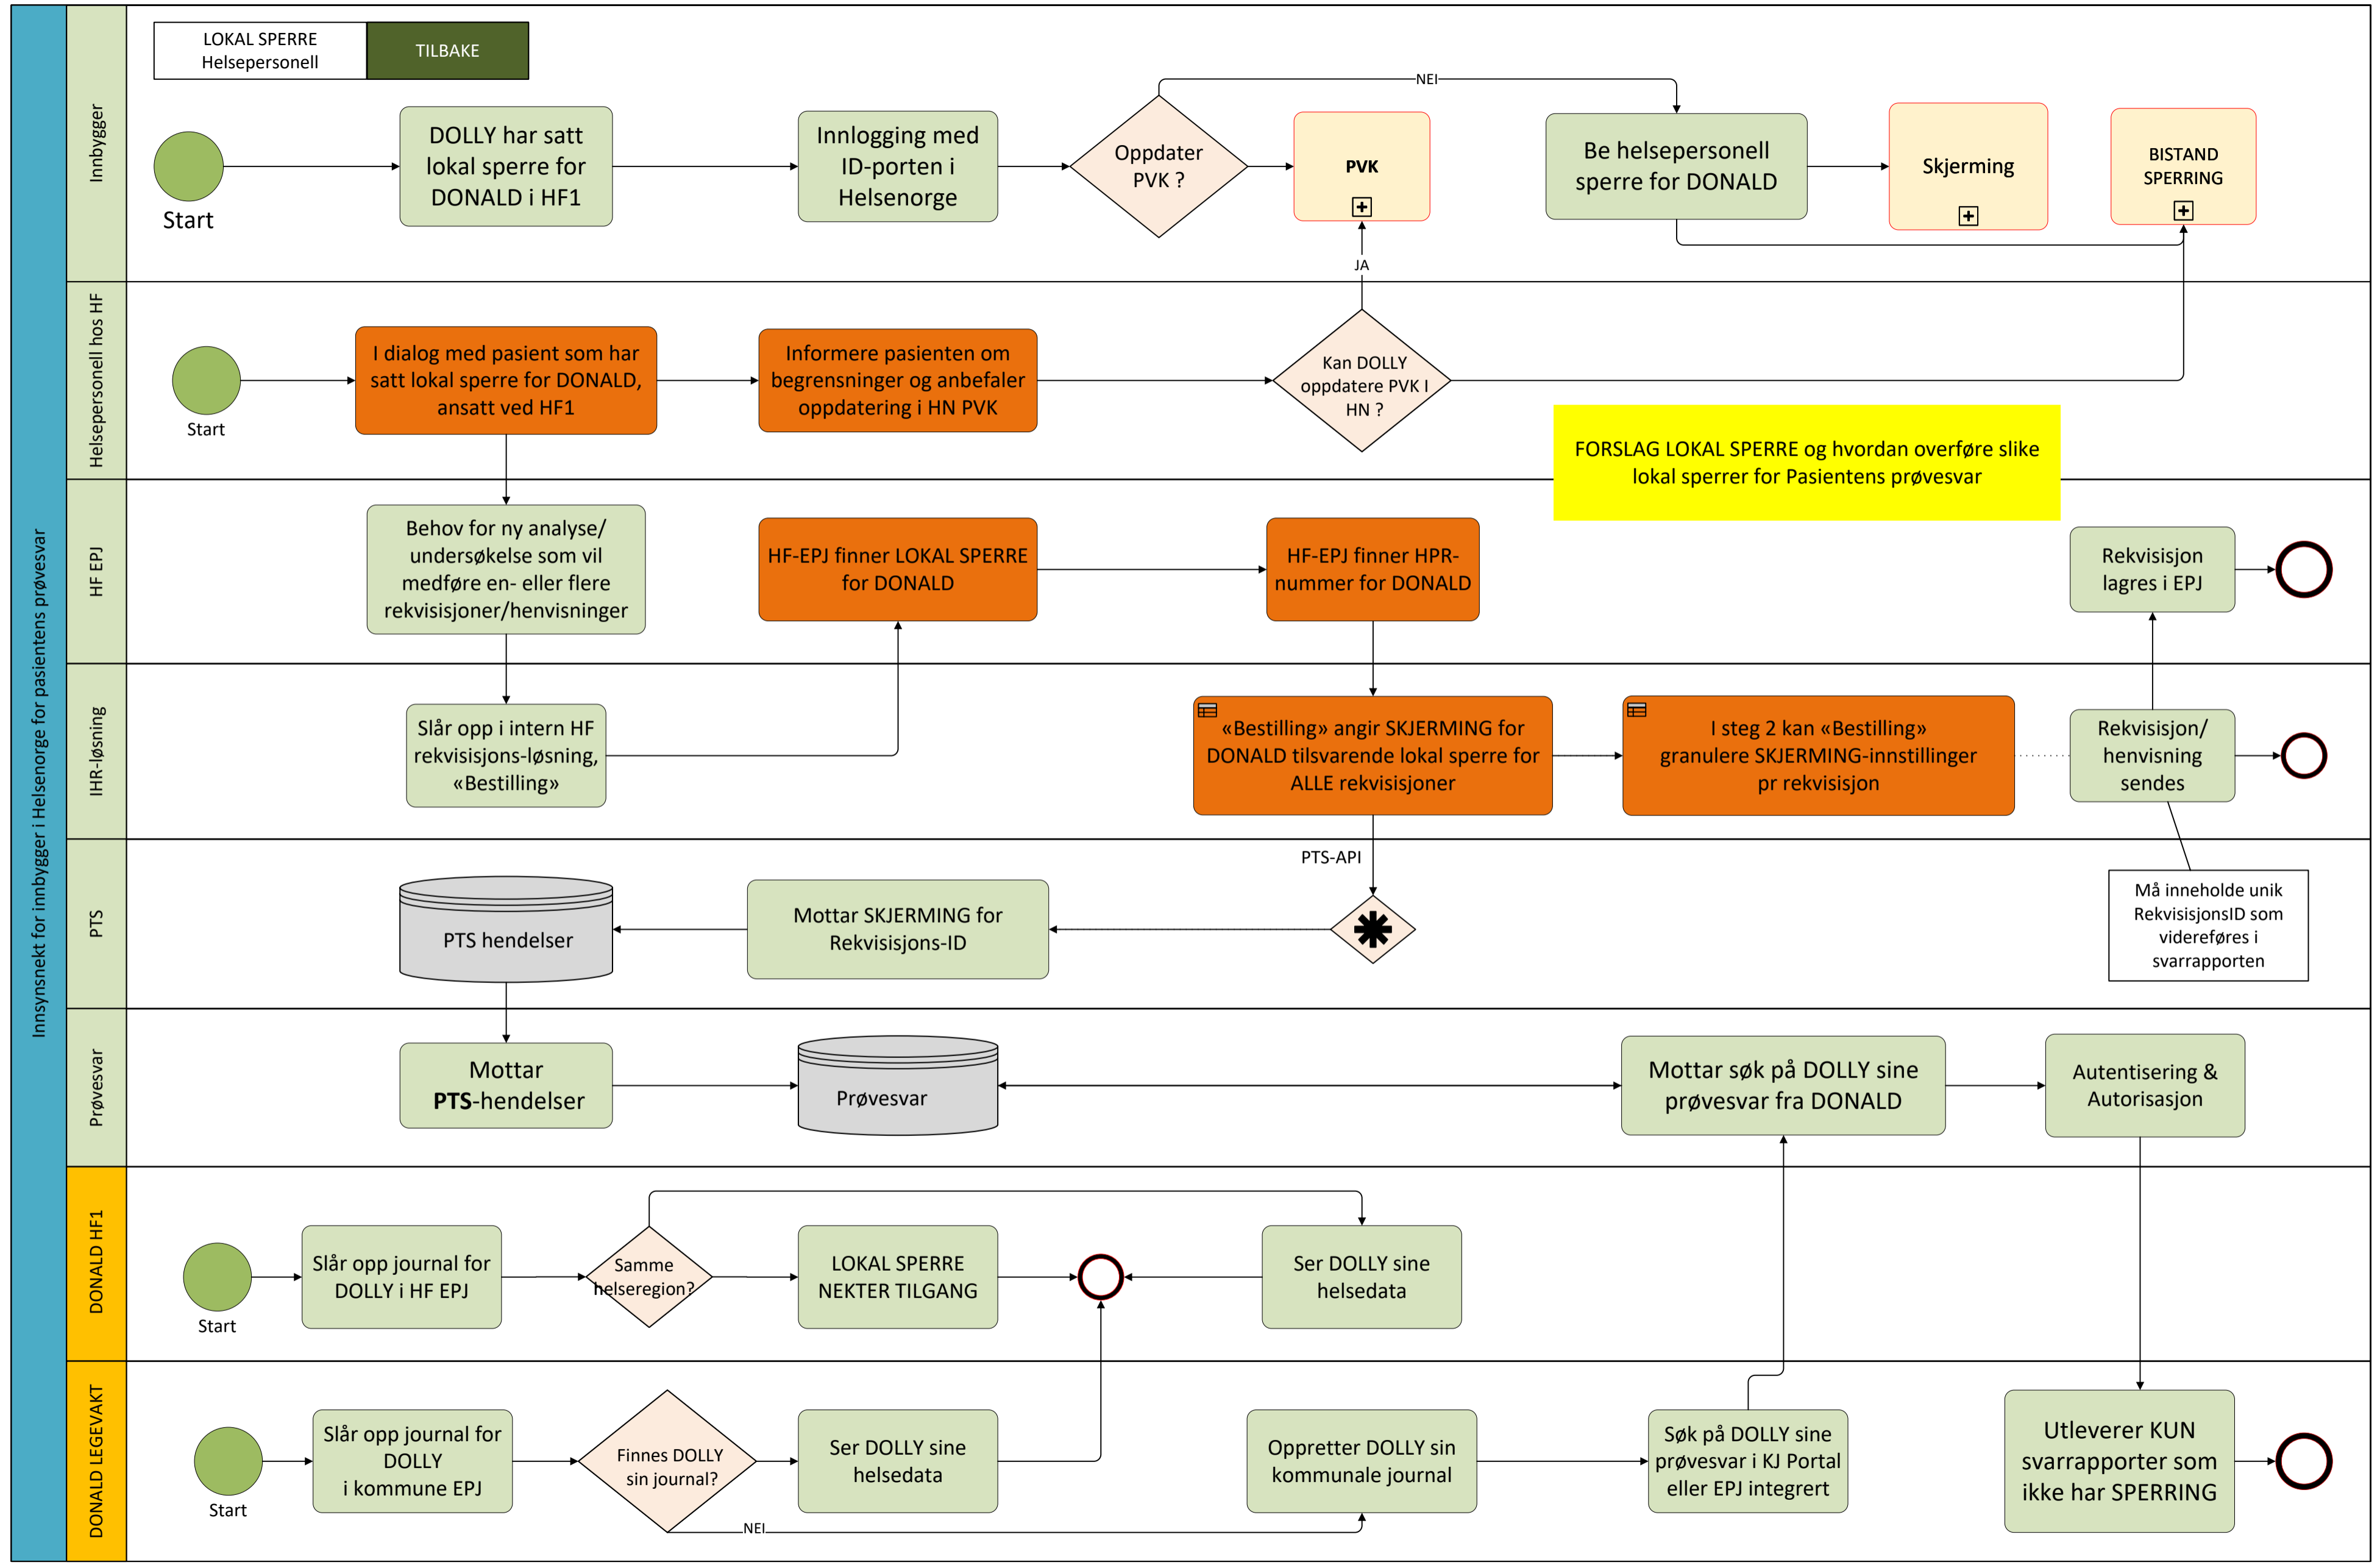 Innsynsnekt for innbygger i Helsenorge for pasientens prøvesvar
Innbygger
LOKAL SPERRE
Helsepersonell
TILBAKE
Start
DOLLY har satt
lokal sperre for
DONALD i HF1
Innlogging med
ID-porten i
Helsenorge
Oppdater
PVK ?
NEI
PVK
JA
Be helsepersonell
sperre for DONALD
Skjerming
BISTAND
SPERRING
Helsepersonell hos HF
Start
I dialog med pasient som har
satt lokal sperre for DONALD,
ansatt ved HF1
Informere pasienten om
begrensninger og anbefaler
oppdatering i HN PVK
Kan DOLLY
oppdatere PVK I
HN ?
FORSLAG LOKAL SPERRE og hvordan overføre slike
lokal sperrer for Pasientens prøvesvar
HF EPJ
Behov for ny analyse/
undersøkelse som vil
medføre en- eller flere
rekvisisjoner/henvisninger
HF-EPJ finner LOKAL SPERRE
for DONALD
HF-EPJ finner HPR-
nummer for DONALD
Rekvisisjon
lagres i EPJ
IHR-løsning
Slår opp i intern HF
rekvisisjons-løsning,
«Bestilling»
«Bestilling» angir SKJERMING for
DONALD tilsvarende lokal sperre for
ALLE rekvisisjoner
I steg 2 kan «Bestilling»
granulere SKJERMING-innstillinger
pr rekvisisjon
Rekvisisjon/
henvisning
sendes
PTS
PTS hendelser
Mottar SKJERMING for
Rekvisisjons-ID
PTS-API
Må inneholde unik
RekvisisjonsID som
videreføres i
svarrapporten
Prøvesvar
Mottar
PTS-hendelser
Prøvesvar
Mottar søk på DOLLY sine
prøvesvar fra DONALD
Autentisering &
Autorisasjon
DONALD HF1
Start
Slår opp journal for
DOLLY i HF EPJ
Samme
helseregion?
LOKAL SPERRE
NEKTER TILGANG
Ser DOLLY sine
helsedata
DONALD LEGEVAKT
Start
Slår opp journal for
DOLLY
i kommune EPJ
Finnes DOLLY
sin journal?
NEI
Ser DOLLY sine
helsedata
Oppretter DOLLY sin
kommunale journal
Søk på DOLLY sine
prøvesvar i KJ Portal
eller EPJ integrert
Utleverer KUN
svarrapporter som
ikke har SPERRING